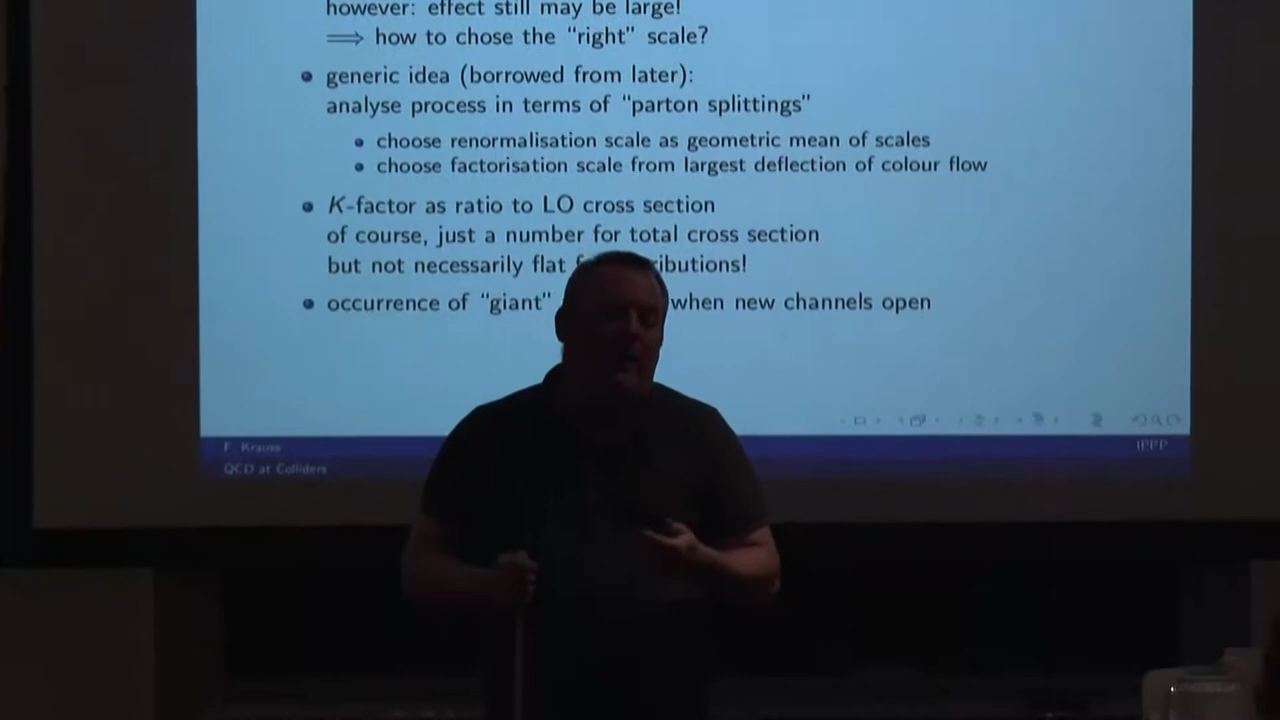 however: effect still may be large!
⟹ how to chose the “right” scale?
• generic idea (borrowed from later):
analyse process in terms of “parton splittings”
• choose renormalisation scale as geometric mean of scales
• choose factorisation scale from largest deflection of colour flow
• K-factor as ratio to LO cross section
of course, just a number for total cross section
but not necessarily flat ributions!
• occurrence of “giant” when new channels open
F. Krauss
IPPP
QCD at Colliders